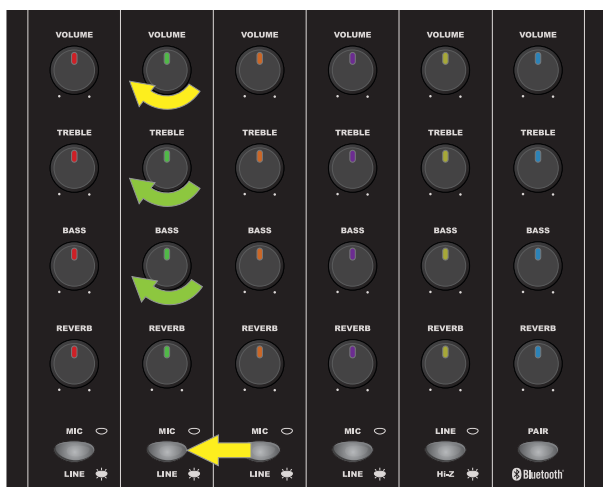 VOLUME VOLUME VOLUME VOLUME VOLUME VOLUME
TREBLE TREBLE TREBLE TREBLE TREBLE TREBLE
BASS BASS BASS BASS BASS BASS
REVERB REVERB REVERB REVERB REVERB REVERB
MIC MIC MIC MIC LINE PAIR
LINE LINE LINE LINE Hi-Z Bluetooth